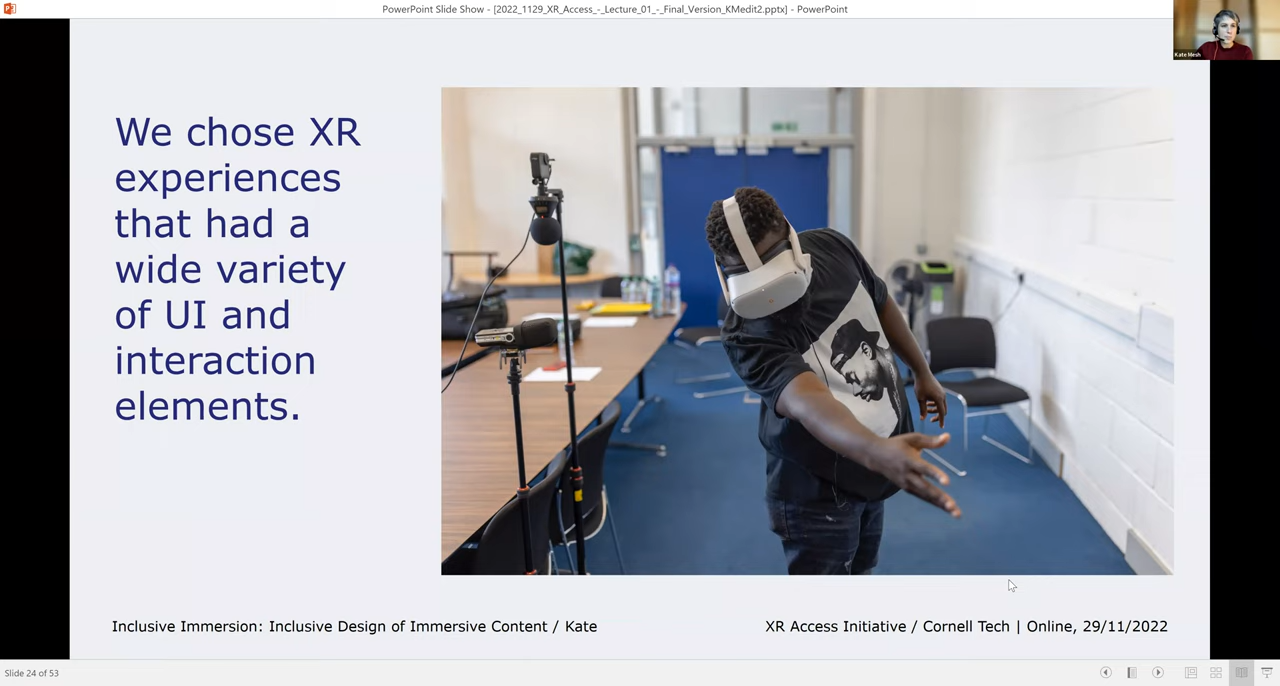 PowerPoint Slide Show - [2022_1129_XR_Access_-_Lecture_01_-_Final_Version_KMedit2.pptx] - PowerPoint
Kate Mesh
We chose XR
experiences
that had a
wide variety
of UI and
interaction
elements.
Inclusive Immersion: Inclusive Design of Immersive Content / Kate
XR Access Initiative / Cornell Tech | Online, 29/11/2022
Slide 24 of 53